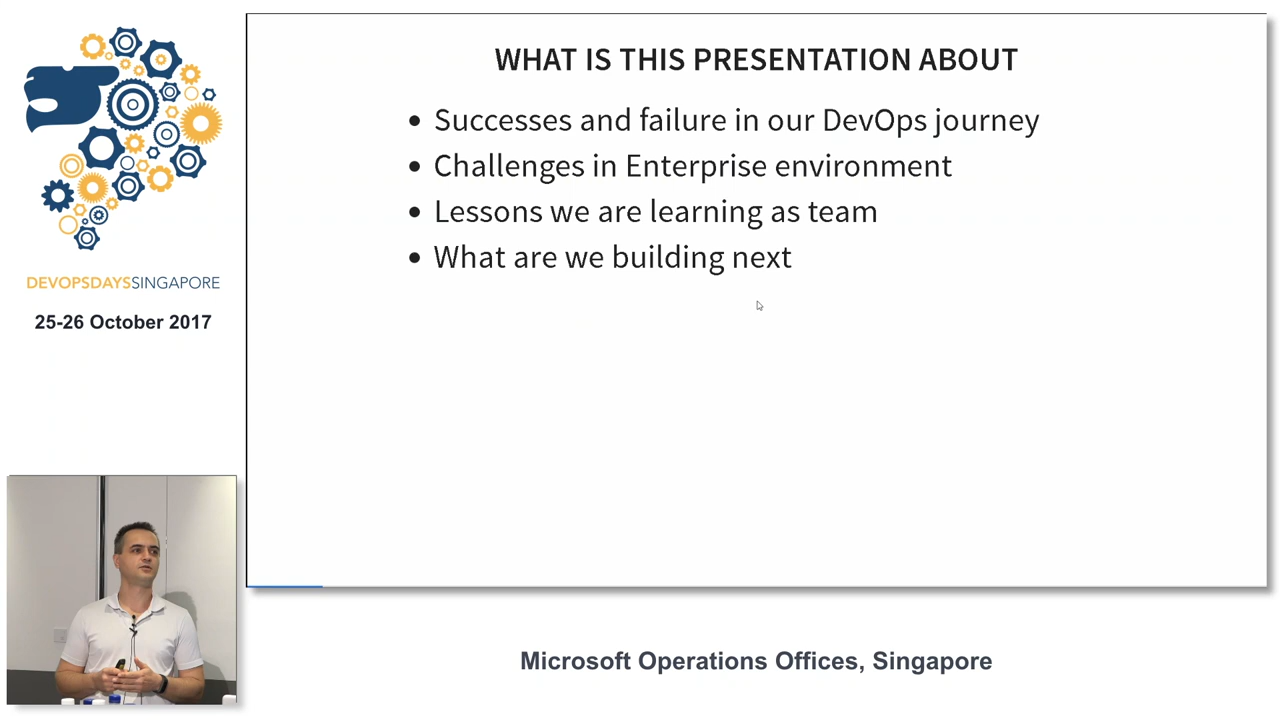 DEVOPSDAYSSINGAPORE
25-26 October 2017
WHAT IS THIS PRESENTATION ABOUT
• Successes and failure in our DevOps journey
• Challenges in Enterprise environment
• Lessons we are learning as team
• What are we building next
Microsoft Operations Offices, Singapore